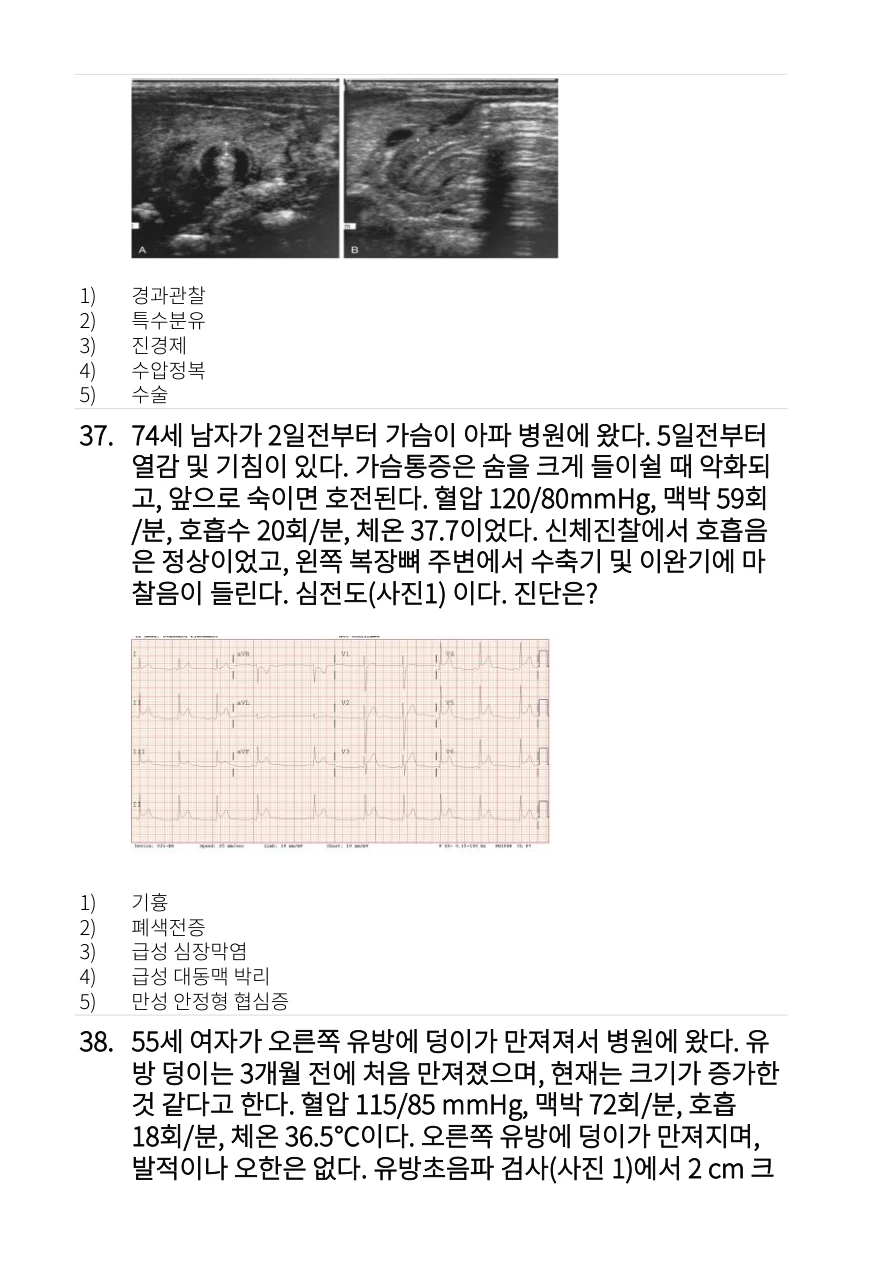 A
B
1) 경과관찰
2) 특수분유
3) 진경제
4) 수압정복
5) 수술
37. 74세 남자가 2일전부터 가슴이 아파 병원에 왔다. 5일전부터
열감 및 기침이 있다. 가슴통증은 숨을 크게 들이쉴 때 악화되
고, 앞으로 숙이면 호전된다. 혈압 120/80mmHg, 맥박 59회
/분, 호흡수 20회/분, 체온 37.7이었다. 신체진찰에서 호흡음
은 정상이었고, 왼쪽 복장뼈 주변에서 수축기 및 이완기에 마
찰음이 들린다. 심전도(사진1) 이다. 진단은?
I aVR V1 V4
II aVL V2 V5
III aVF V3 V6
II
Speed: 25 mm/sec Limb: 10 mm/mV Chest: 10 mm/mV
1) 기흉
2) 폐색전증
3) 급성 심장막염
4) 급성 대동맥 박리
5) 만성 안정형 협심증
38. 55세 여자가 오른쪽 유방에 덩이가 만져져서 병원에 왔다. 유
방 덩이는 3개월 전에 처음 만져졌으며, 현재는 크기가 증가한
것 같다고 한다. 혈압 115/85 mmHg, 맥박 72회/분, 호흡
18회/분, 체온 36.5℃이다. 오른쪽 유방에 덩이가 만져지며,
발적이나 오한은 없다. 유방초음파 검사(사진 1)에서 2 cm 크